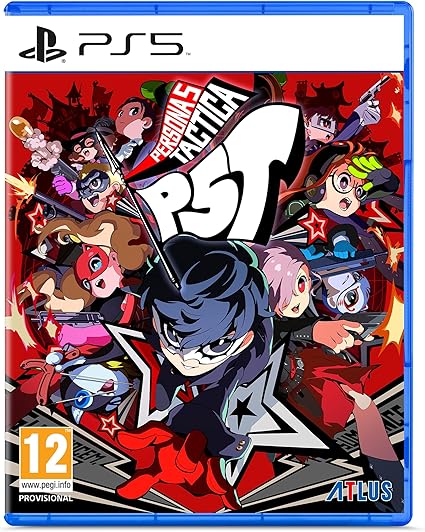 PS5
PERSONA5
TACTICA
P5T
12
www.pegi.info
PROVISIONAL
ATLUS